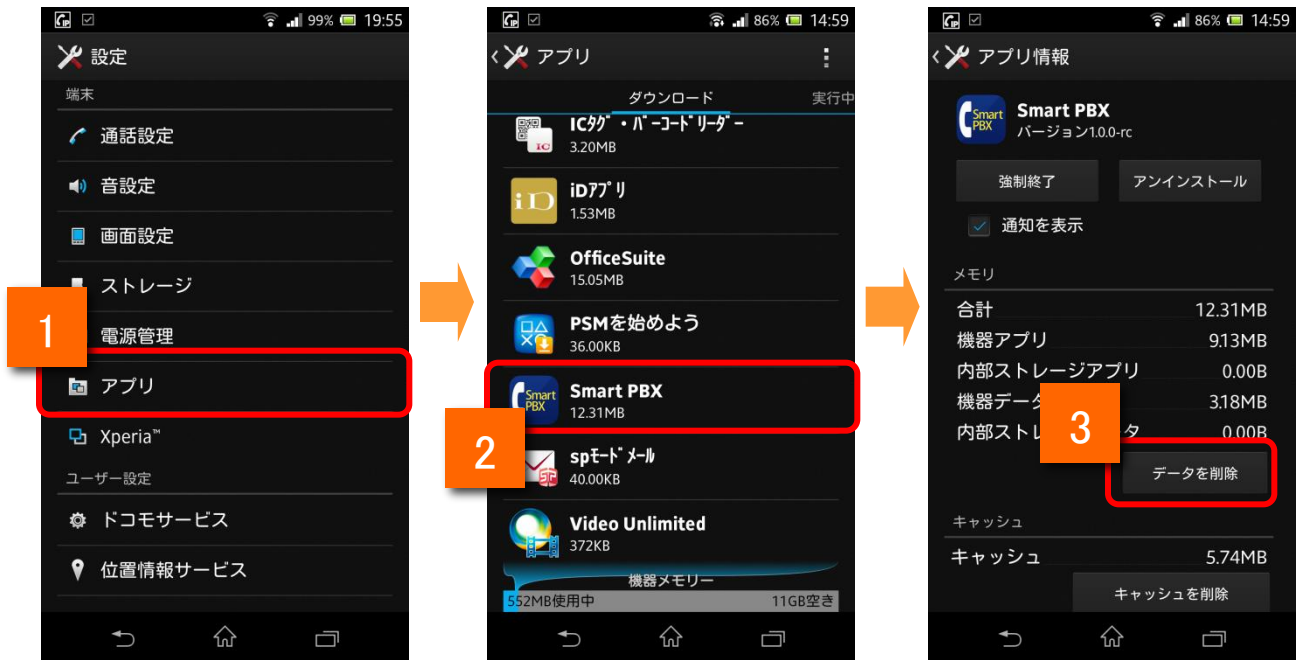 99% 19:55
設定
端末
通話設定
音設定
画面設定
ストレージ
1
電源管理
アプリ
Xperia™
ユーザー設定
ドコモサービス
位置情報サービス
86% 14:59
アプリ
ダウンロード 実行中
ICﾀｸﾞ・ﾊﾞｰｺｰﾄﾞﾘｰﾀﾞｰ
IC
3.20MB
iD
iDｱﾌﾟﾘ
1.53MB
OfficeSuite
15.05MB
PSMを始めよう
36.00KB
Smart PBX
Smart PBX
12.31MB
2
spﾓｰﾄﾞﾒｰﾙ
40.00KB
Video Unlimited
372KB
機器メモリー
552MB使用中 11GB空き
86% 14:59
アプリ情報
Smart PBX
Smart PBX
バージョン1.0.0-rc
強制終了 アンインストール
通知を表示
メモリ
合計 12.31MB
機器アプリ 9.13MB
内部ストレージアプリ 0.00B
機器データ 3.18MB
内部ストレ タ 0.00B
3
データを削除
キャッシュ
キャッシュ 5.74MB
キャッシュを削除